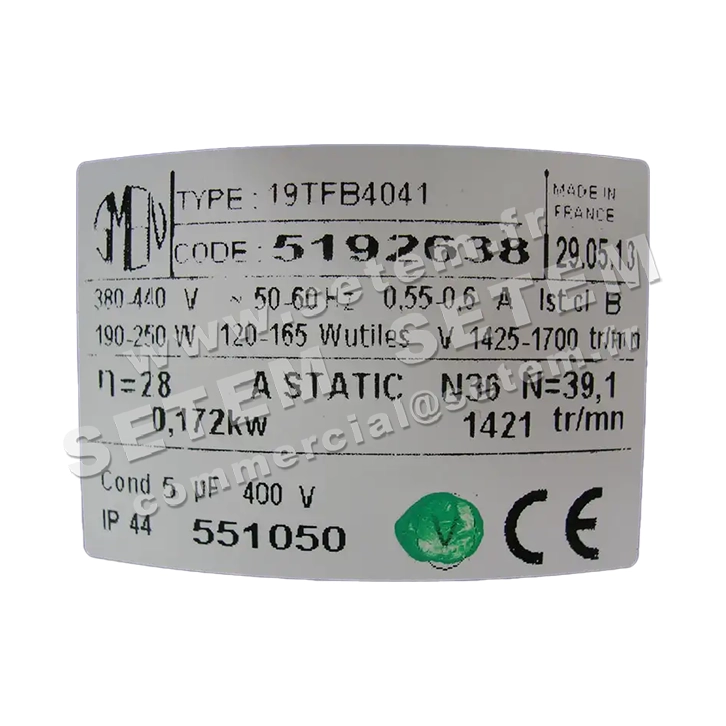 TYPE : 19TFB4041
MADE IN
FRANCE
CODE : 5192638
29.05.13
380-440 V ~ 50-60 Hz 0,55-0,6 A Ist cl B
190-250 W 120-165 Wutiles V 1425-1700 tr/mn
η=28 A STATIC N36 N=39,1
0,172kw 1421 tr/mn
Cond 5 µF 400 V
IP 44 551050
V CE
www.setem.fr
SETEM SETEM
commercial@setem.fr